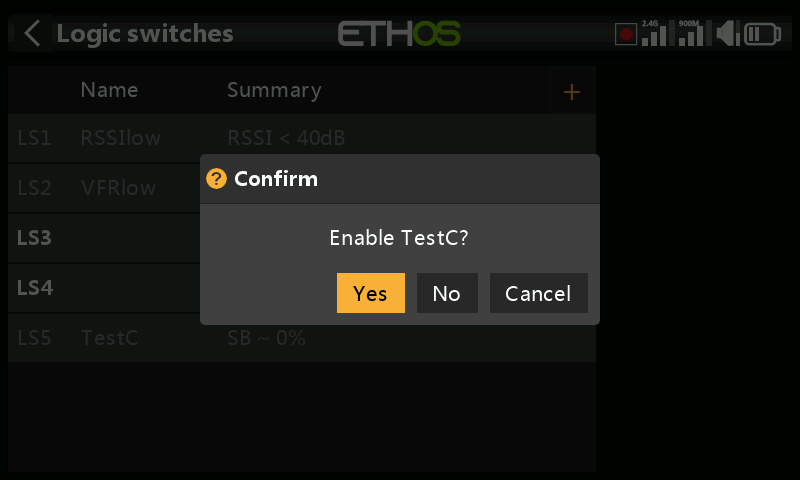 Logic switches
ETHOS
2.4G
900M
Name Summary +
LS1 RSSIlow RSSI < 40dB
LS2 VFRlow
? Confirm
LS3
Enable TestC?
LS4
Yes No Cancel
LS5 TestC SB ~ 0%